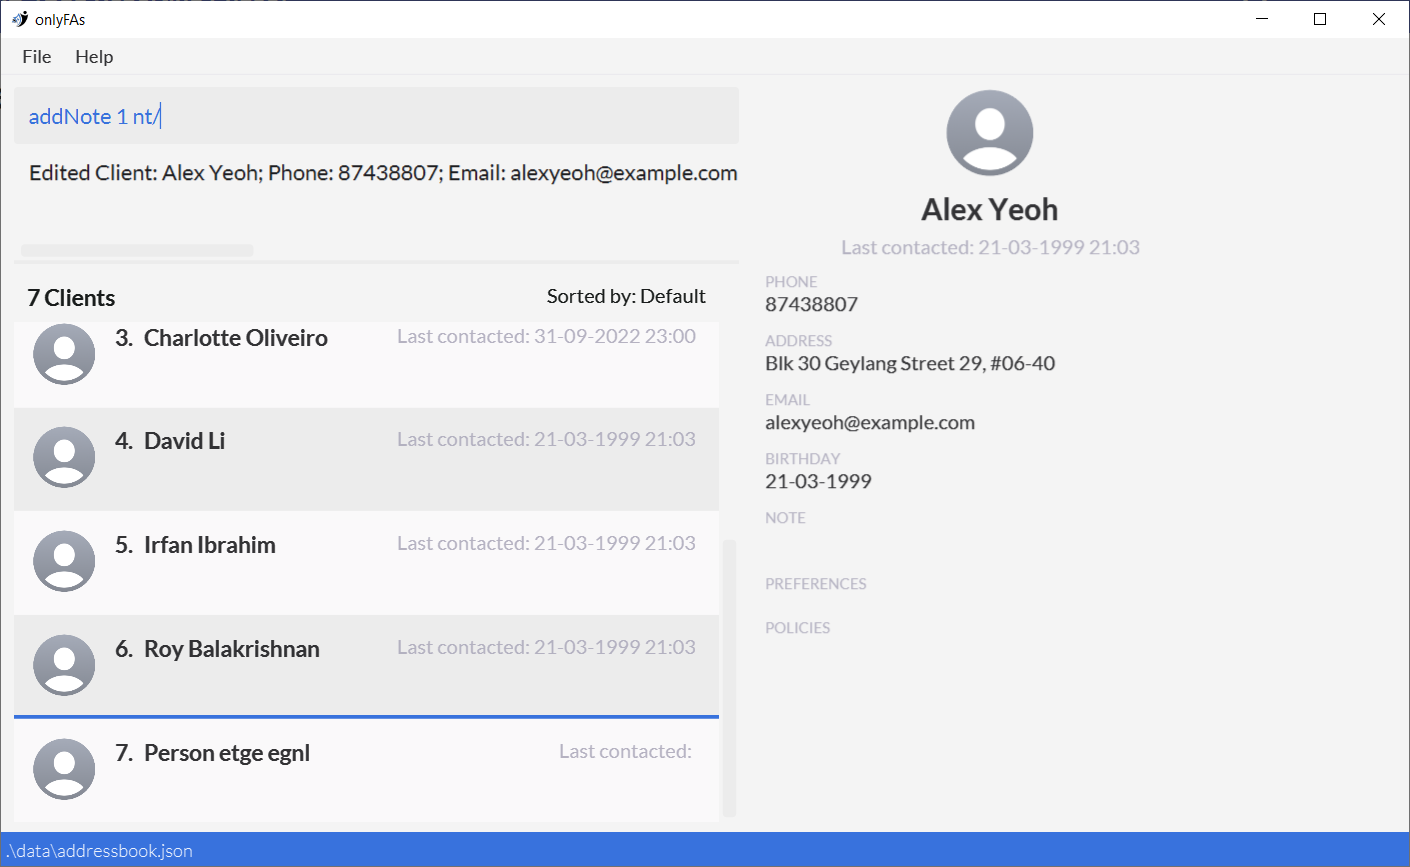 onlyFAs
File Help
addNote 1 nt/
Edited Client: Alex Yeoh; Phone: 87438807; Email: alexyeoh@example.com
7 Clients
Sorted by: Default
3. Charlotte Oliveiro
Last contacted: 31-09-2022 23:00
4. David Li
Last contacted: 21-03-1999 21:03
5. Irfan Ibrahim
Last contacted: 21-03-1999 21:03
6. Roy Balakrishnan
Last contacted: 21-03-1999 21:03
7. Person etge egnl
Last contacted:
Alex Yeoh
Last contacted: 21-03-1999 21:03
PHONE
87438807
ADDRESS
Blk 30 Geylang Street 29, #06-40
EMAIL
alexyeoh@example.com
BIRTHDAY
21-03-1999
NOTE
PREFERENCES
POLICIES
.\data\addressbook.json